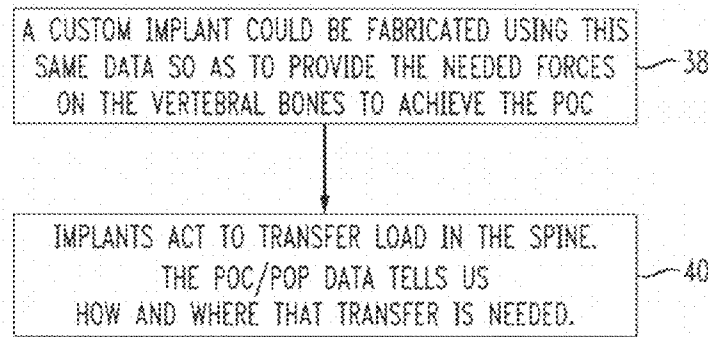 A CUSTOM IMPLANT COULD BE FABRICATED USING THIS
SAME DATA SO AS TO PROVIDE THE NEEDED FORCES
ON THE VERTEBRAL BONES TO ACHIEVE THE POC
38
IMPLANTS ACT TO TRANSFER LOAD IN THE SPINE.
THE POC/POP DATA TELLS US
HOW AND WHERE THAT TRANSFER IS NEEDED.
40